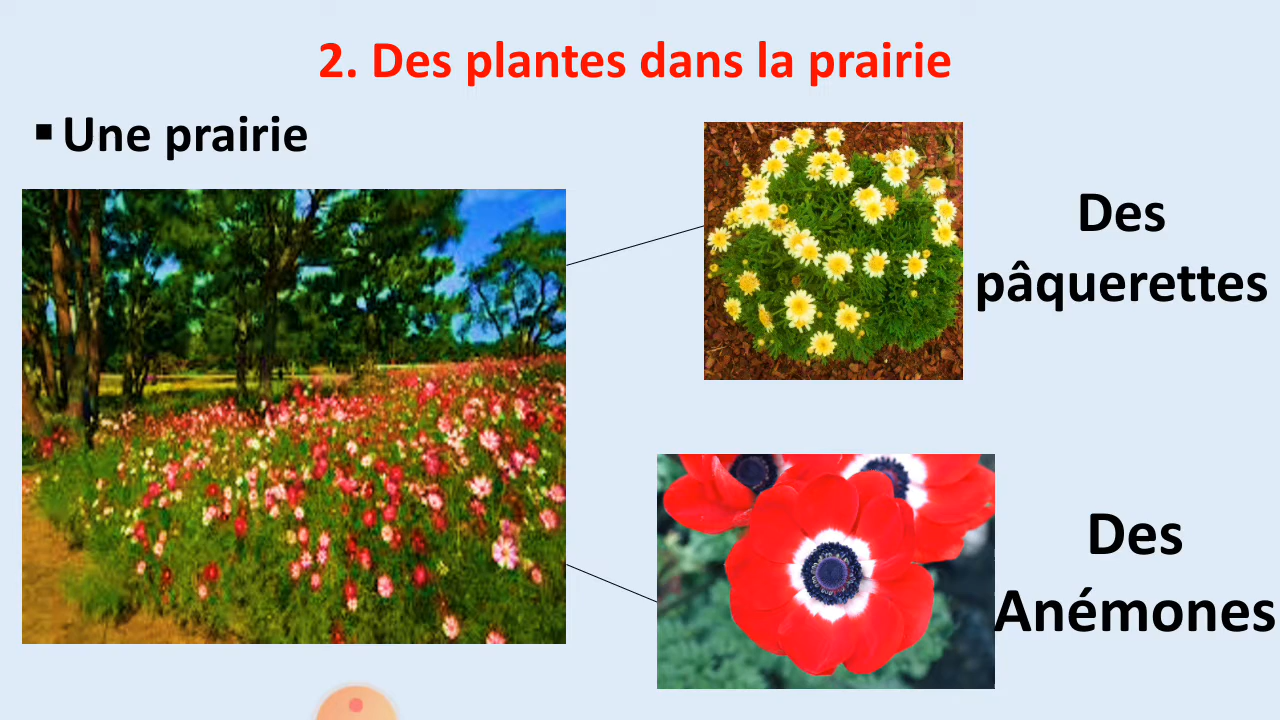 2. Des plantes dans la prairie
▪ Une prairie
Des
pâquerettes
Des
Anémones